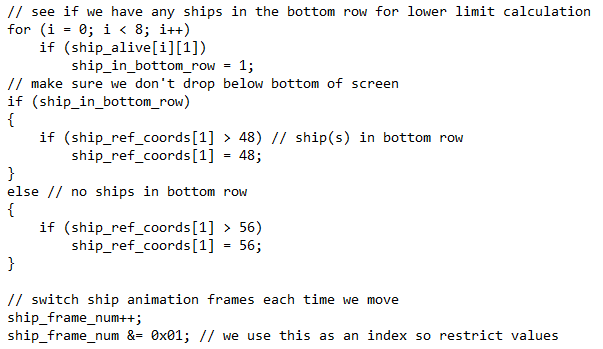 // see if we have any ships in the bottom row for lower limit calculation
for (i = 0; i < 8; i++)
    if (ship_alive[i][1])
        ship_in_bottom_row = 1;
// make sure we don't drop below bottom of screen
if (ship_in_bottom_row)
{
    if (ship_ref_coords[1] > 48) // ship(s) in bottom row
        ship_ref_coords[1] = 48;
}
else // no ships in bottom row
{
    if (ship_ref_coords[1] > 56)
        ship_ref_coords[1] = 56;
}

// switch ship animation frames each time we move
ship_frame_num++;
ship_frame_num &= 0x01; // we use this as an index so restrict values